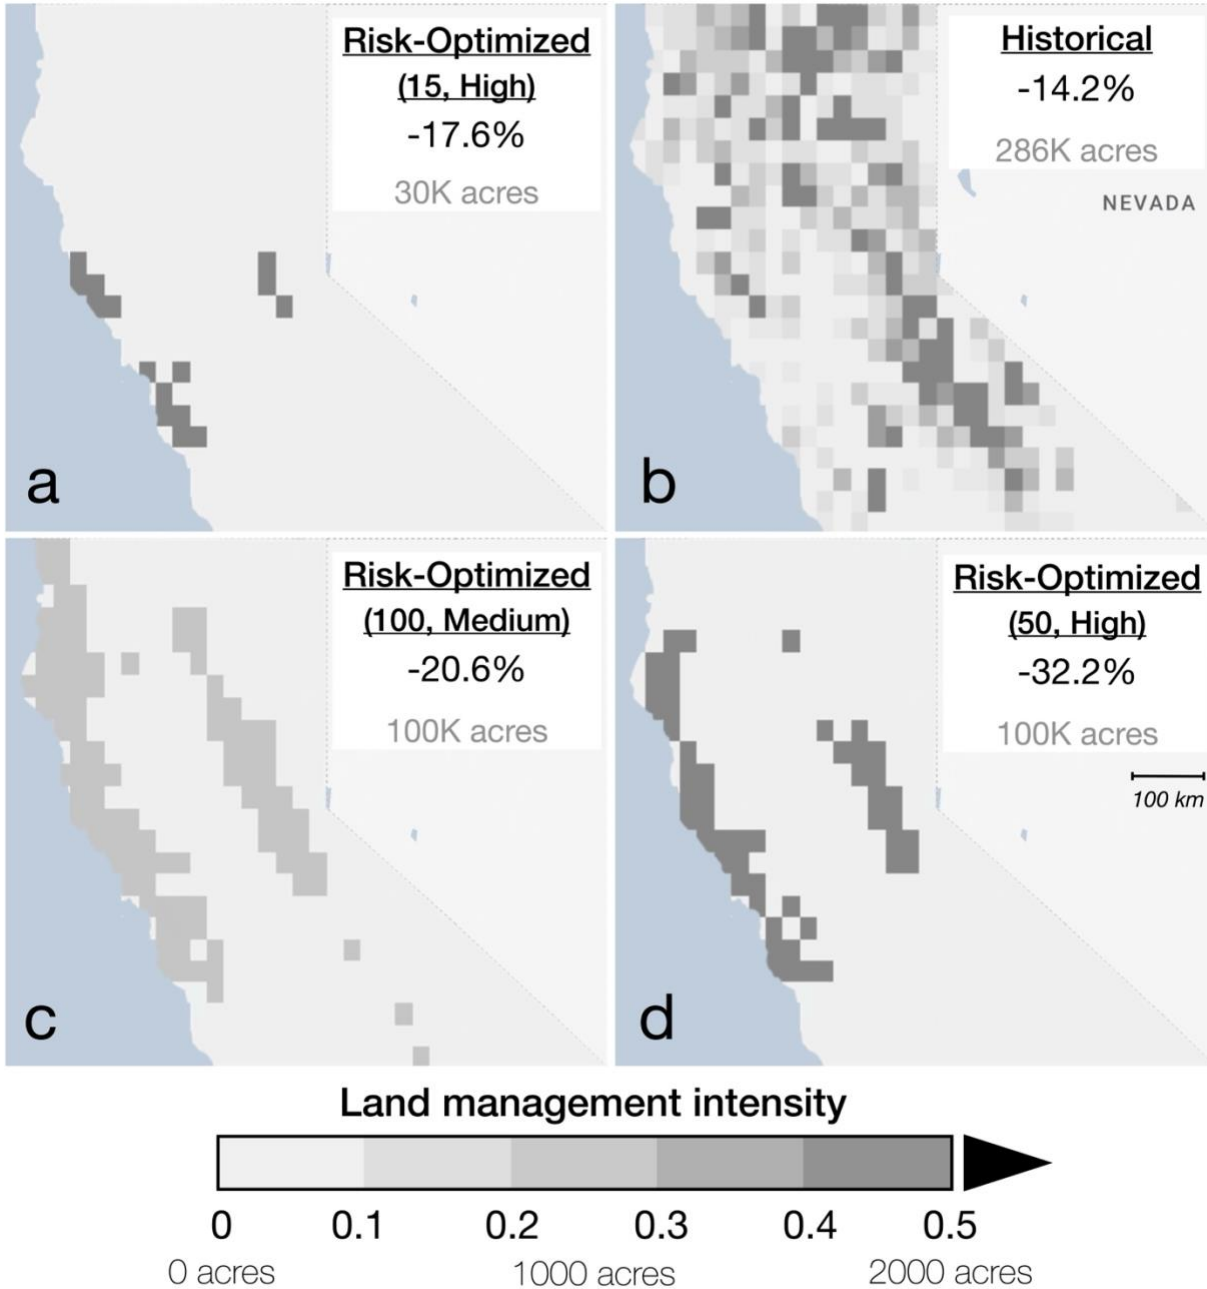 Risk-Optimized
(15, High)
-17.6%
30K acres
a
Historical
-14.2%
286K acres
NEVADA
b
Risk-Optimized
(100, Medium)
-20.6%
100K acres
c
Risk-Optimized
(50, High)
-32.2%
100K acres
100 km
d
Land management intensity
0 0.1 0.2 0.3 0.4 0.5
0 acres 1000 acres 2000 acres